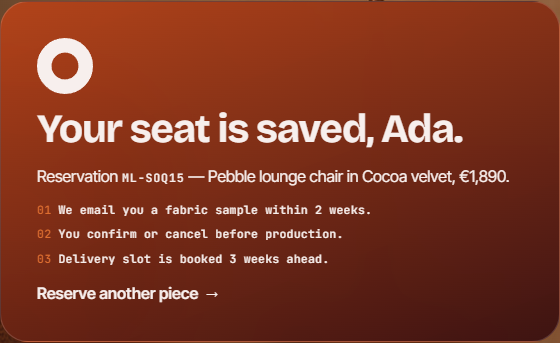 Your seat is saved, Ada.
Reservation ML-S0Q15 — Pebble lounge chair in Cocoa velvet, €1,890.
01 We email you a fabric sample within 2 weeks.
02 You confirm or cancel before production.
03 Delivery slot is booked 3 weeks ahead.
Reserve another piece →